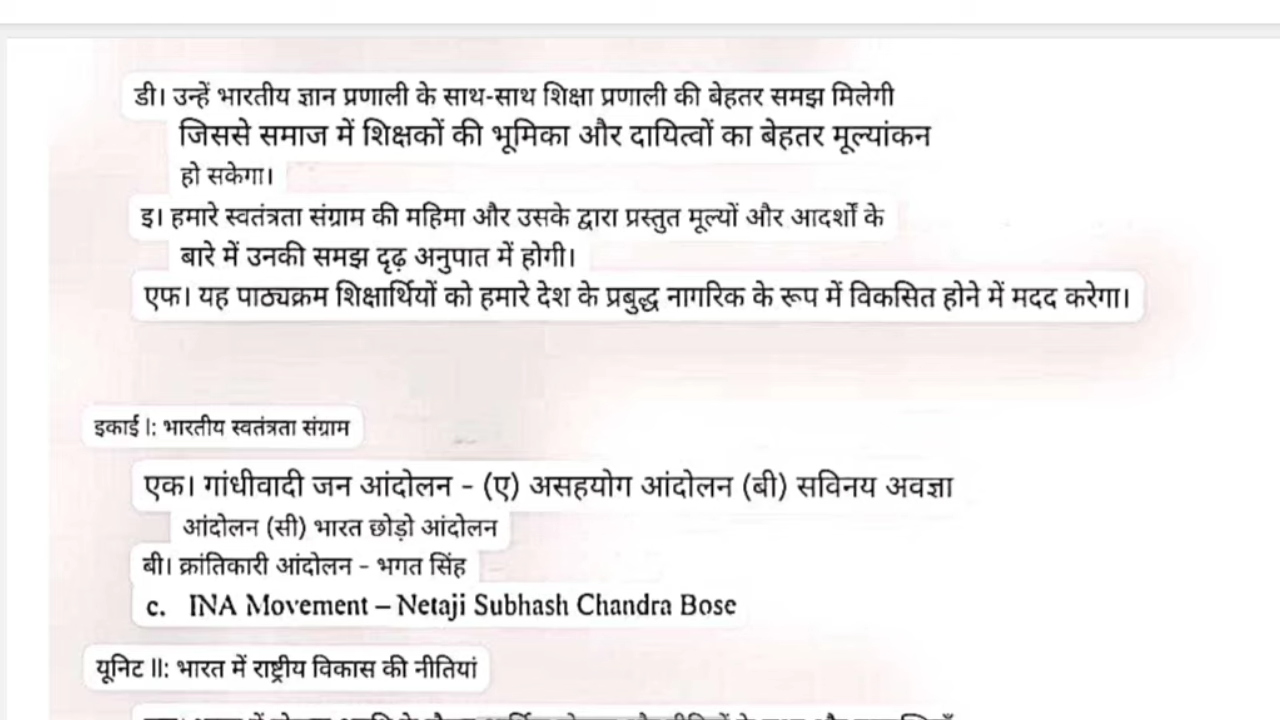 डी। उन्हें भारतीय ज्ञान प्रणाली के साथ-साथ शिक्षा प्रणाली की बेहतर समझ मिलेगी
जिससे समाज में शिक्षकों की भूमिका और दायित्वों का बेहतर मूल्यांकन
हो सकेगा।
इ। हमारे स्वतंत्रता संग्राम की महिमा और उसके द्वारा प्रस्तुत मूल्यों और आदर्शों के
बारे में उनकी समझ दृढ़ अनुपात में होगी।
एफ। यह पाठ्यक्रम शिक्षार्थियों को हमारे देश के प्रबुद्ध नागरिक के रूप में विकसित होने में मदद करेगा।
इकाई I: भारतीय स्वतंत्रता संग्राम
एक। गांधीवादी जन आंदोलन - (ए) असहयोग आंदोलन (बी) सविनय अवज्ञा
आंदोलन (सी) भारत छोड़ो आंदोलन
बी। क्रांतिकारी आंदोलन - भगत सिंह
c. INA Movement – Netaji Subhash Chandra Bose
यूनिट II: भारत में राष्ट्रीय विकास की नीतियां